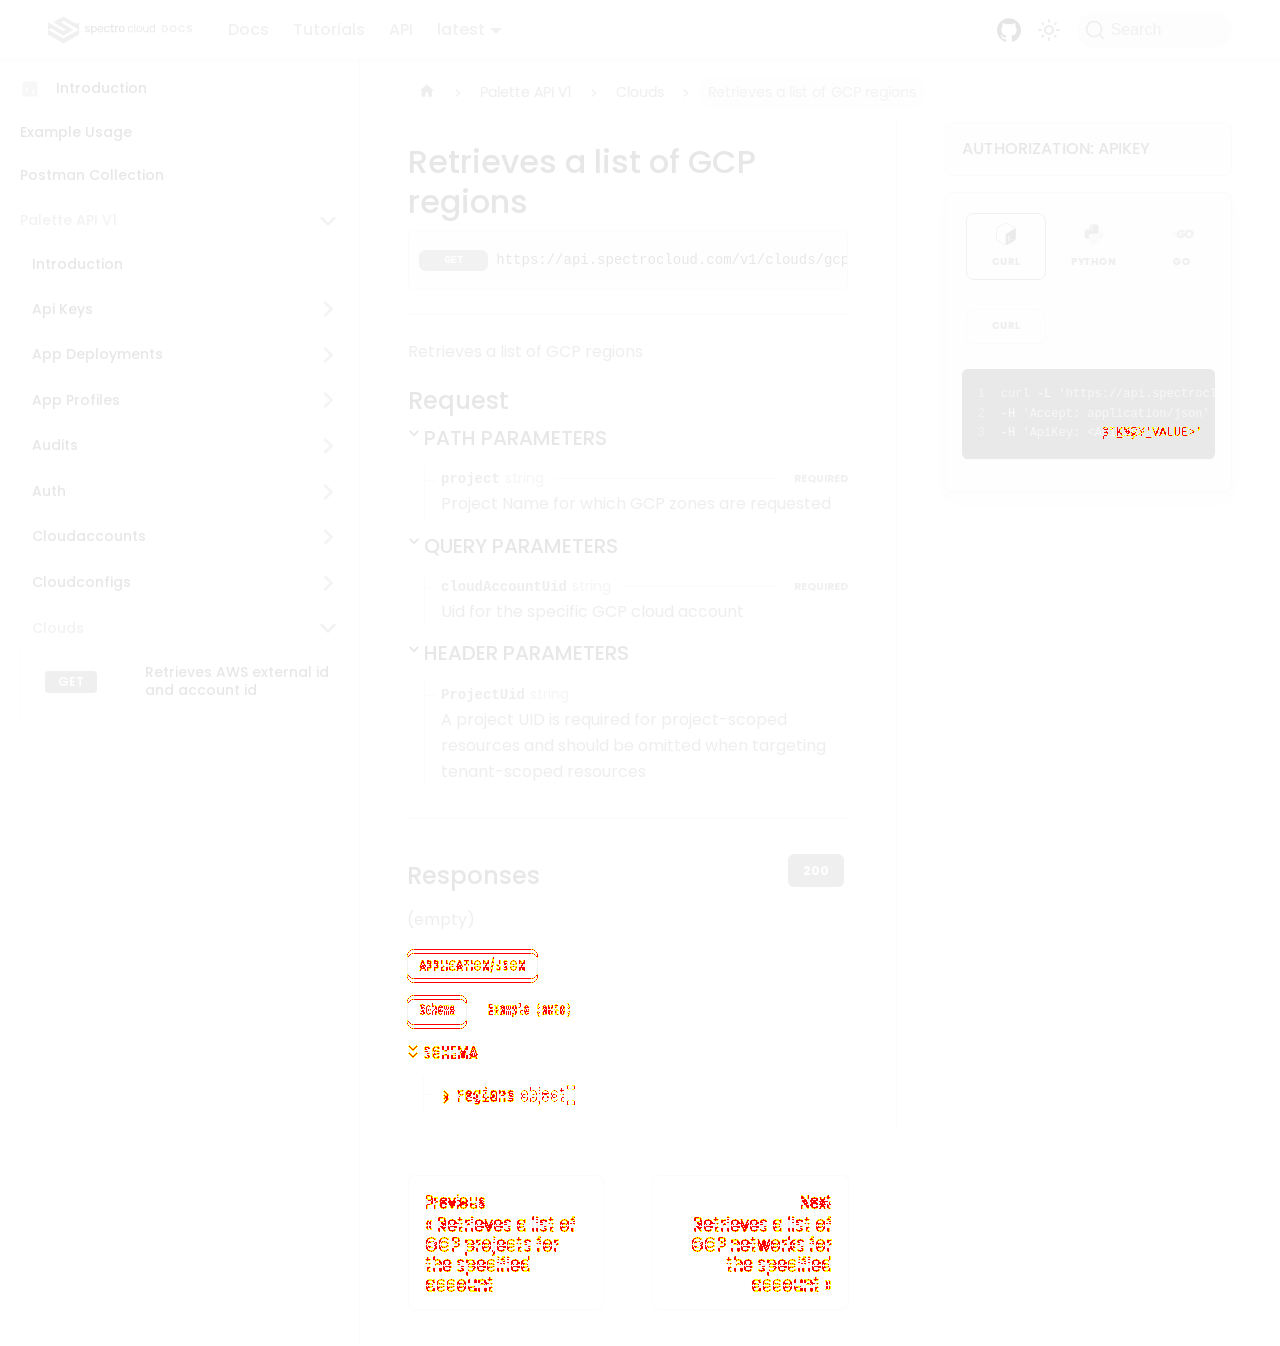 spectro cloud DOCS
Docs
Tutorials
API
latest
Search
Introduction
Example Usage
Postman Collection
Palette API V1
Introduction
Api Keys
App Deployments
App Profiles
Audits
Auth
Cloudaccounts
Cloudconfigs
Clouds
GET
Retrieves AWS external id
and account id
Palette API V1
Clouds
Retrieves a list of GCP regions
Retrieves a list of GCP
regions
GET
https://api.spectrocloud.com/v1/clouds/gcp
Retrieves a list of GCP regions
Request
PATH PARAMETERS
project string
REQUIRED
Project Name for which GCP zones are requested
QUERY PARAMETERS
cloudAccountUid string
REQUIRED
Uid for the specific GCP cloud account
HEADER PARAMETERS
ProjectUid string
A project UID is required for project-scoped
resources and should be omitted when targeting
tenant-scoped resources
Responses
200
(empty)
APPLICATION/JSON
Schema
Example (auto)
SCHEMA
regions object[]
Previous
« Retrieves a list of
GCP projects for
the specified
account
Next
Retrieves a list of
GCP networks for
the specified
account »
AUTHORIZATION: APIKEY
CURL
PYTHON
GO
GO
CURL
1 curl -L 'https://api.spectrocl
2 -H 'Accept: application/json'
3 -H 'ApiKey: